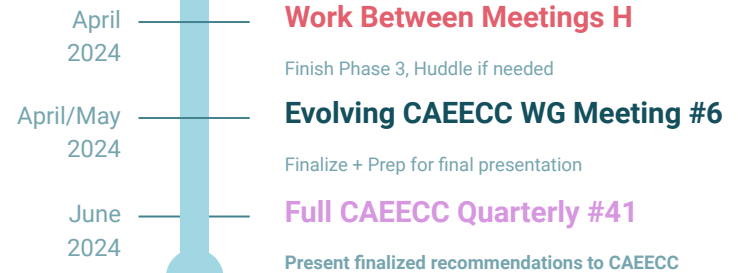 April
2024
Work Between Meetings H
Finish Phase 3, Huddle if needed
April/May
2024
Evolving CAEECC WG Meeting #6
Finalize + Prep for final presentation
June
2024
Full CAEECC Quarterly #41
Present finalized recommendations to CAEECC